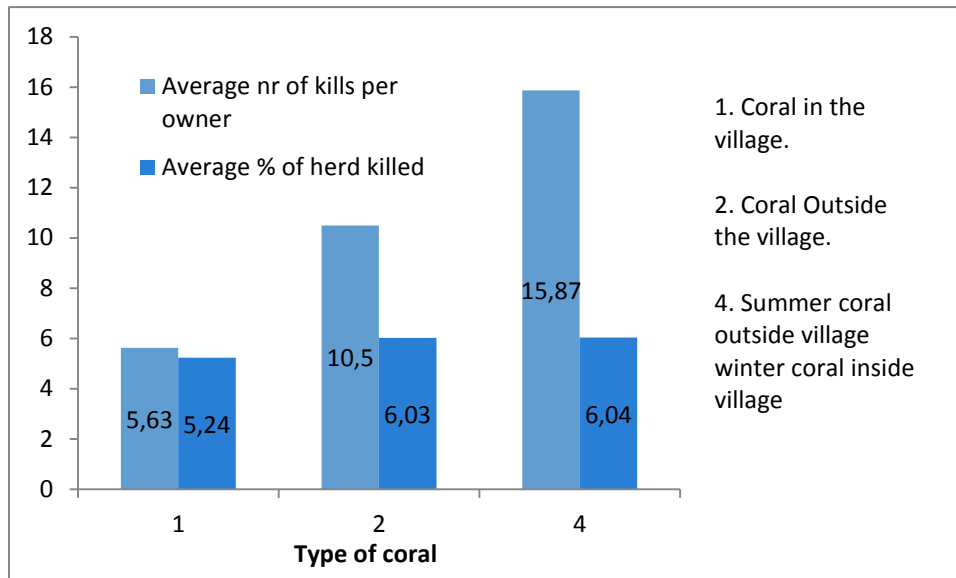 18
16
14
12
10
8
6
4
2
0
Average nr of kills per
owner
Average % of herd killed
5,63
5,24
10,5
6,03
15,87
6,04
1
2
4
Type of coral
1. Coral in the
village.
2. Coral Outside
the village.
4. Summer coral
outside village
winter coral inside
village